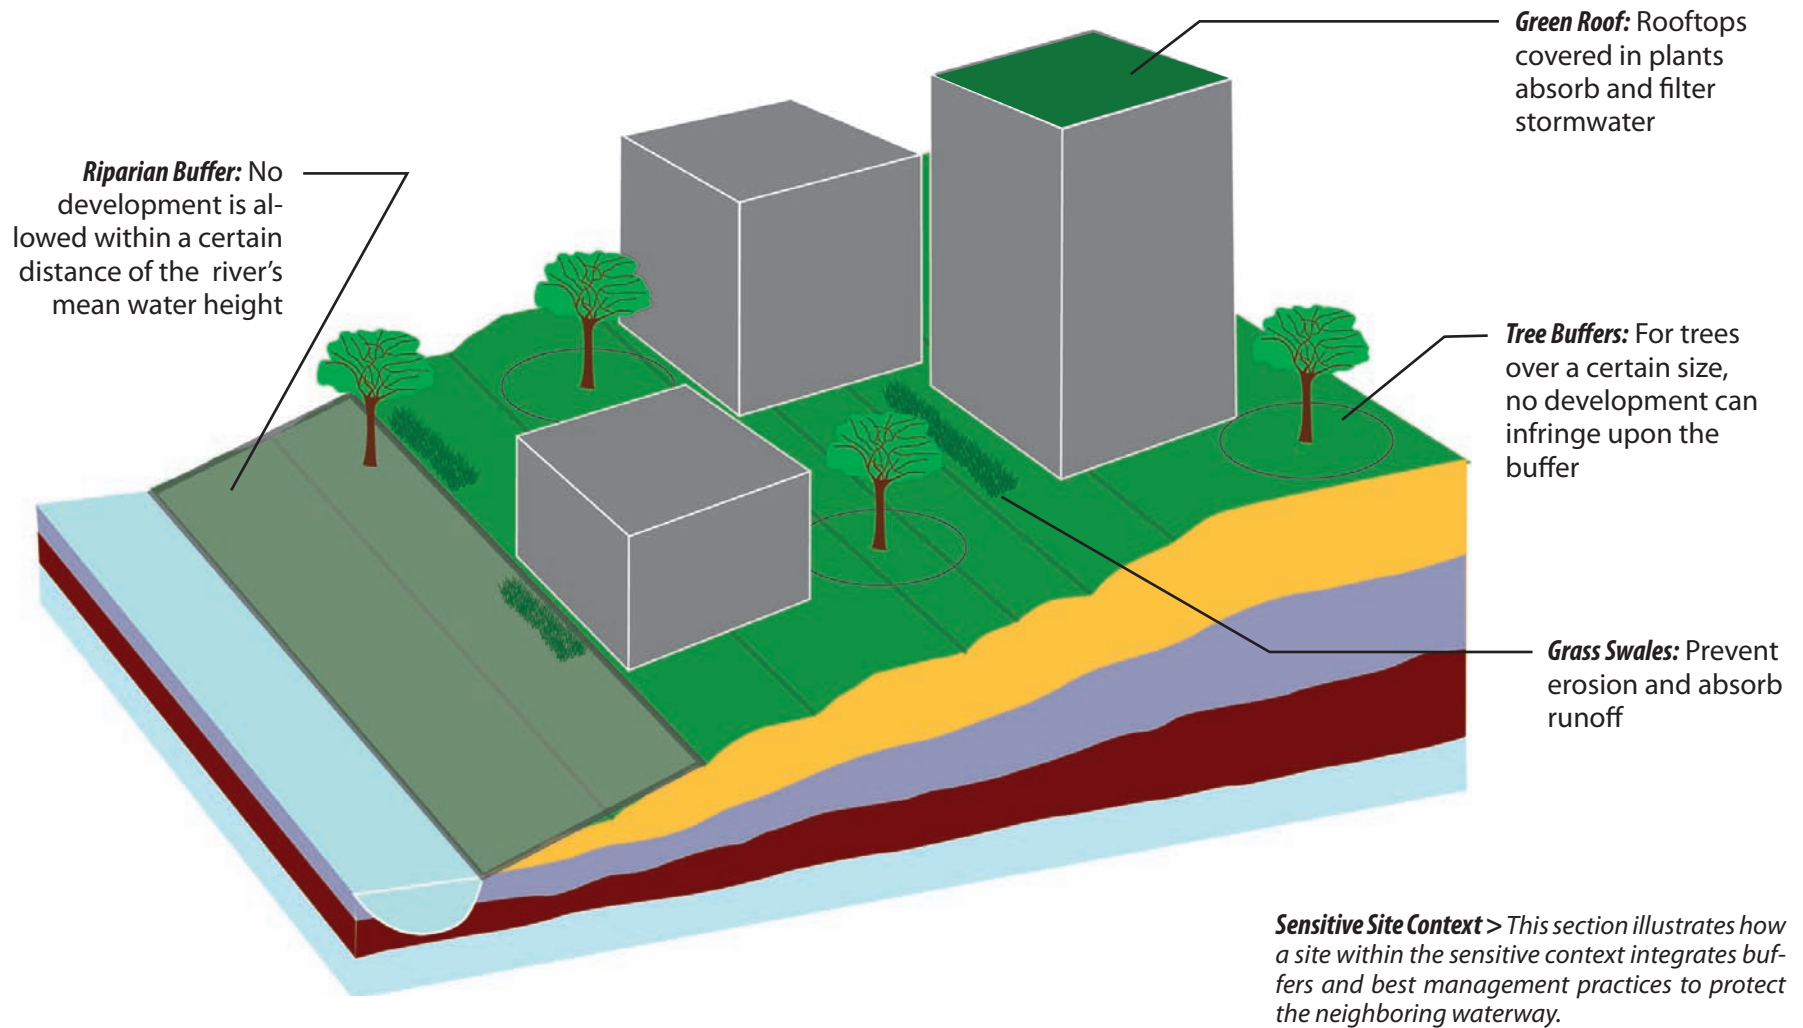 Green Roof: Rooftops
covered in plants
absorb and filter
stormwater
Riparian Buffer: No
development is al-
lowed within a certain
distance of the river’s
mean water height
Tree Buffers: For trees
over a certain size,
no development can
infringe upon the
buffer
Grass Swales: Prevent
erosion and absorb
runoff
Sensitive Site Context > This section illustrates how
a site within the sensitive context integrates buf-
fers and best management practices to protect
the neighboring waterway.